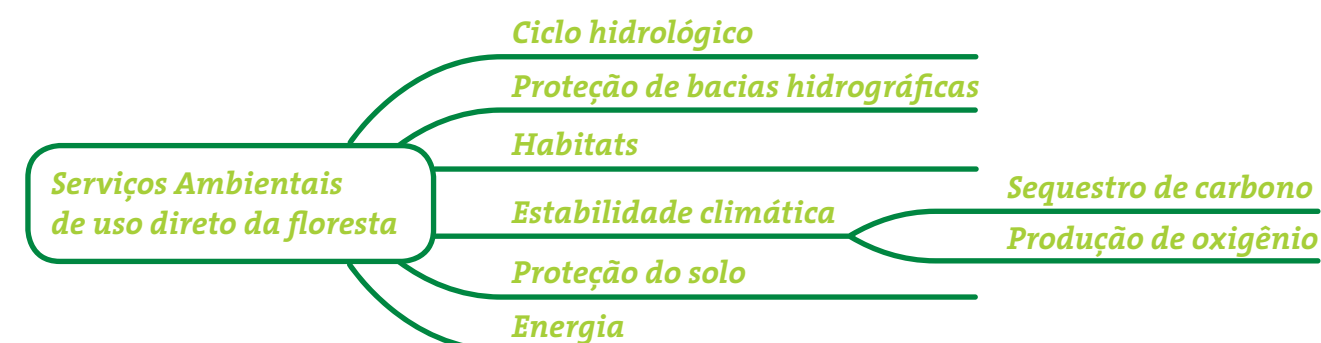 Serviços Ambientais
de uso direto da floresta
Ciclo hidrológico
Proteção de bacias hidrográficas
Habitats
Estabilidade climática
Sequestro de carbono
Produção de oxigênio
Proteção do solo
Energia